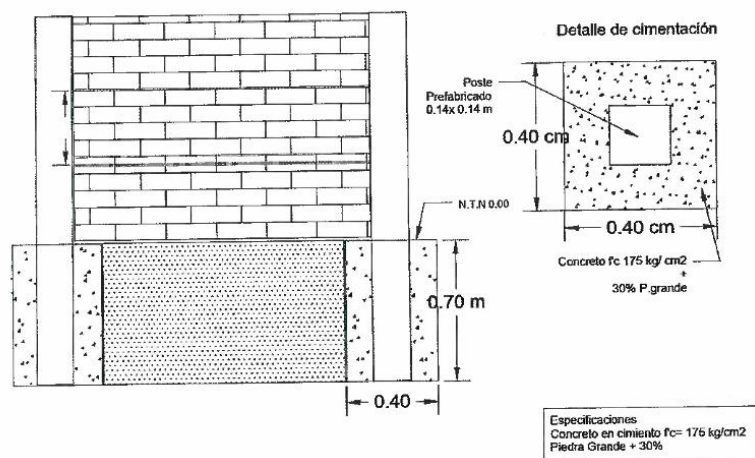 Detalle de cimentación
Poste
Prefabricado
0.14x 0.14 m
0.40 cm
0.40 cm
N.T.N 0.00
Concreto f'c 175 kg/ cm2
+
30% P.grande
0.70 m
0.40
Especificaciones
Concreto en cimiento f'c= 175 kg/cm2
Piedra Grande + 30%